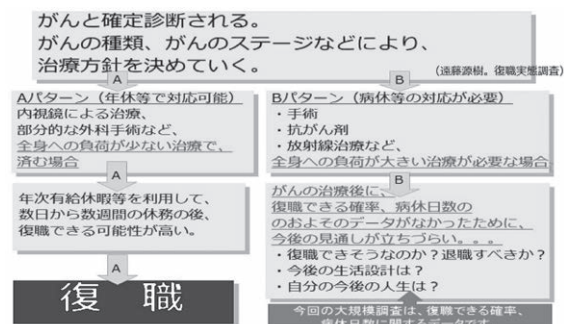 がんと確定診断される。
がんの種類、がんのステージなどにより、
治療方針を決めていく。
(遠藤源樹。復職実態調査)
A
B
Aパターン(年休等で対応可能)
内視鏡による治療、
部分的な外科手術など、
全身への負荷が少ない治療で、
済む場合
A
年次有給休暇等を利用して、
数日から数週間の休務の後、
復職できる可能性が高い。
A
復 職
Bパターン(病休等の対応が必要)
・手術
・抗がん剤
・放射線治療など、
全身への負荷が大きい治療が必要な場合
B
がんの治療後に、
復職できる確率、病休日数の
のおよそのデータがなかったために、
今後の見通しが立ちづらい。。。
・復職できそうなのか?退職すべきか?
・今後の生活設計は?
・自分の今後の人生は?
今回の大規模調査は、復職できる確率、
病休日数に関するデータです